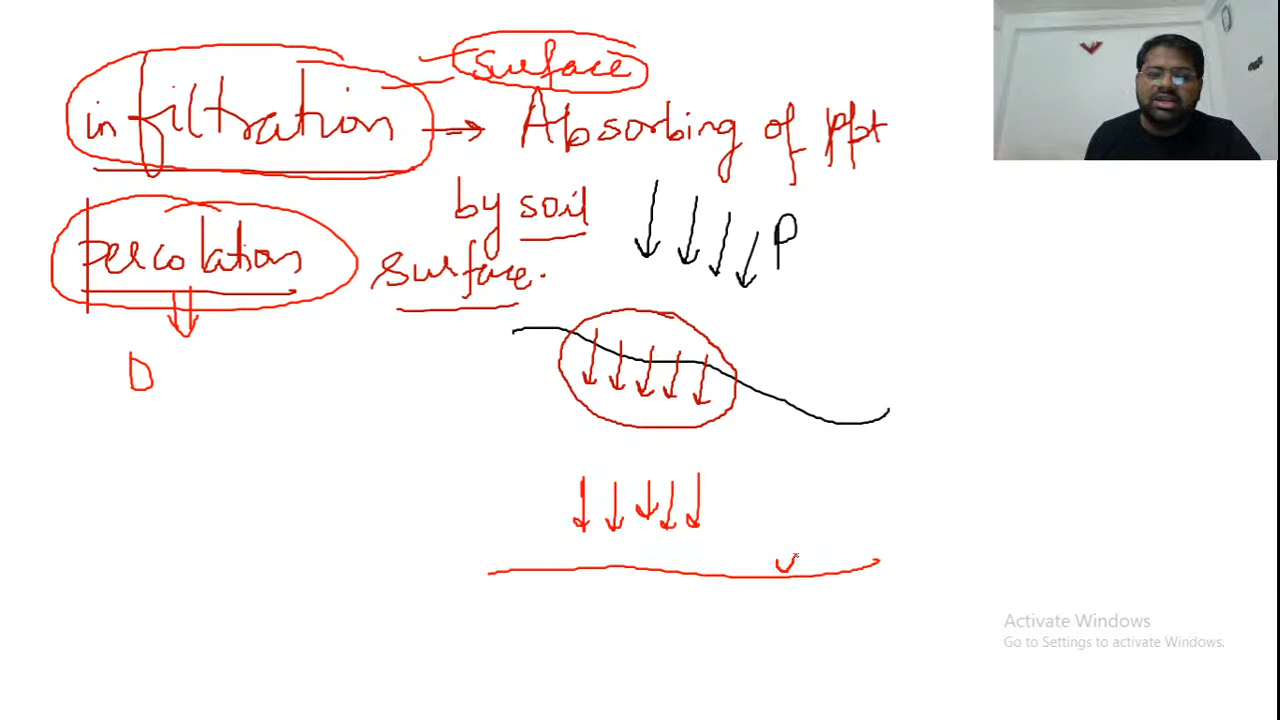 surface
infiltration → Absorbing of ppt
by soil
surface.
percolation
D
P
Activate Windows
Go to Settings to activate Windows.